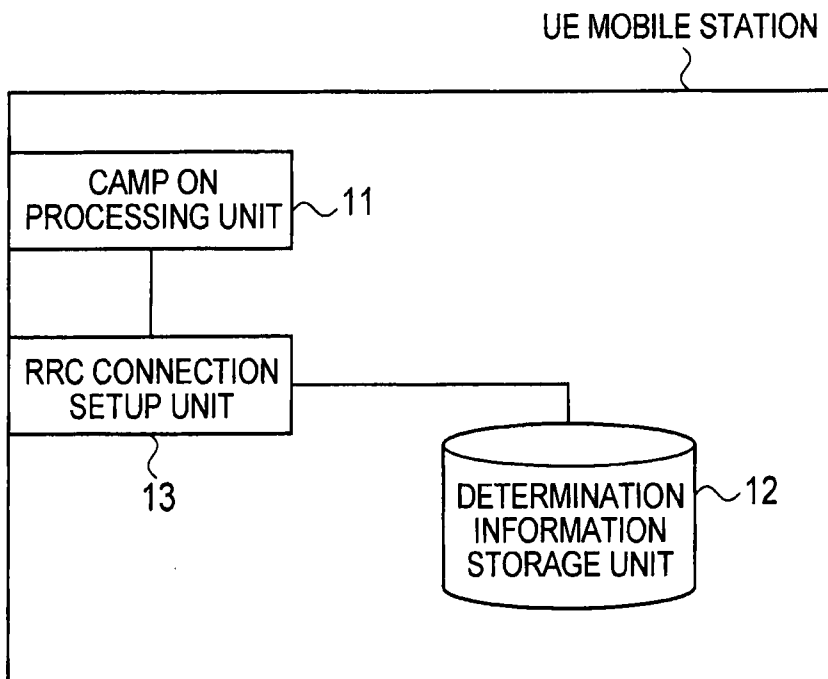 UE MOBILE STATION
CAMP ON
PROCESSING UNIT
11
RRC CONNECTION
SETUP UNIT
13
DETERMINATION
INFORMATION
STORAGE UNIT
12